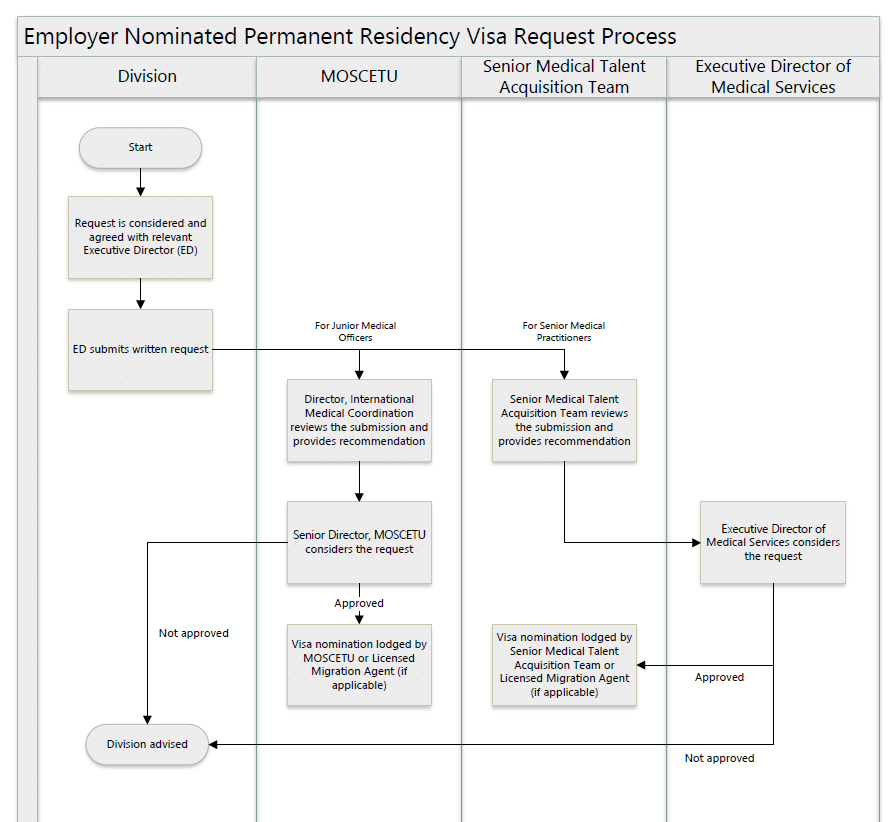 Employer Nominated Permanent Residency Visa Request Process
Division
MOSCETU
Senior Medical Talent
Acquisition Team
Executive Director of
Medical Services
Start
Request is considered and
agreed with relevant
Executive Director (ED)
ED submits written request
For Junior Medical
Officers
For Senior Medical
Practitioners
Director, International
Medical Coordination
reviews the submission and
provides recommendation
Senior Medical Talent
Acquisition Team reviews
the submission and
provides recommendation
Senior Director, MOSCETU
considers the request
Executive Director of
Medical Services considers
the request
Approved
Not approved
Visa nomination lodged by
MOSCETU or Licensed
Migration Agent (if
applicable)
Visa nomination lodged by
Senior Medical Talent
Acquisition Team or
Licensed Migration Agent
(if applicable)
Approved
Division advised
Not approved